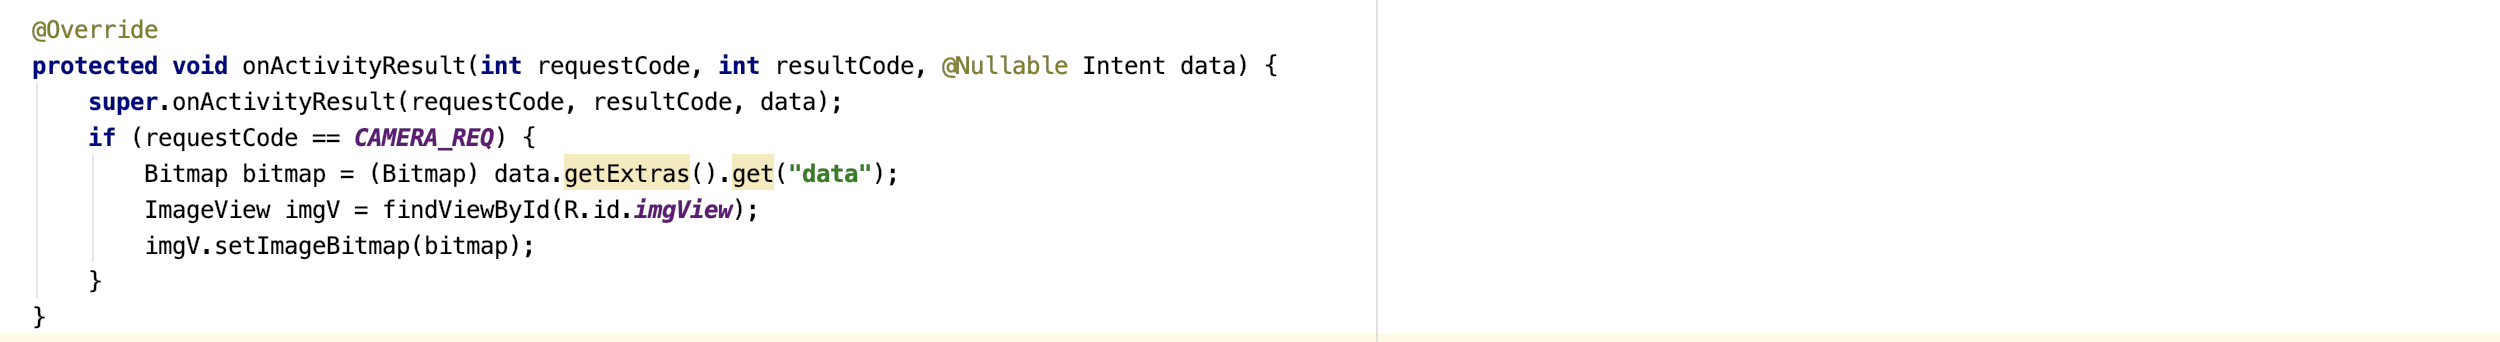 @Override
protected void onActivityResult(int requestCode, int resultCode, @Nullable Intent data) {
    super.onActivityResult(requestCode, resultCode, data);
    if (requestCode == CAMERA_REQ) {
        Bitmap bitmap = (Bitmap) data.getExtras().get("data");
        ImageView imgV = findViewById(R.id.imgView);
        imgV.setImageBitmap(bitmap);
    }
}